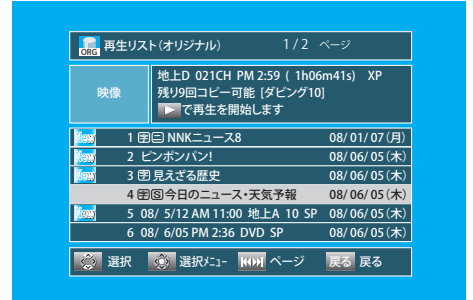 ORG 再生リスト(オリジナル) 1/2 ページ
映像
地上D 021CH PM 2:59 ( 1h06m41s) XP
残り9回コピー可能 [ダビング10]
で再生を開始します
New 1 字二 NNKニュース8 08/ 01/ 07 (月)
New 2 ピンポンパン! 08/ 06/ 05 (木)
New 3 字 見えざる歴史 08/ 06/ 05 (木)
4 字S 今日のニュース・天気予報 08/ 06/ 05 (木)
New 5 08/ 5/12 AM 11:00 地上A 10 SP 08/ 06/ 05 (木)
6 08/ 6/05 PM 2:36 DVD SP 08/ 06/ 05 (木)
選択 選択メニュー ページ 戻る 戻る